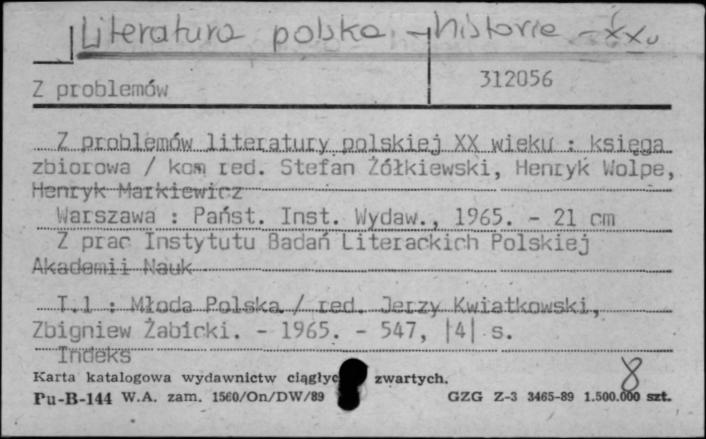 Literatura polska - historia - XX w.
Z problemów
312056
Z problemów literatury polskiej XX wieku : księga
zbiorowa / kom red. Stefan Żółkiewski, Henryk Wolpe,
Henryk Markiewicz
Warszawa : Państ. Inst. Wydaw., 1965. - 21 cm
Z prac Instytutu Badań Literackich Polskiej
Akademii Nauk
T.1 : Młoda Polska / red. Jerzy Kwiatkowski,
Zbigniew Żabicki. - 1965. - 547, |4| s.
Indeks
8
Karta katalogowa wydawnictw zwartych.
Pu-B-144 W.A. zam. 1560/On/DW/89 GZG Z-3 3465-89 1.500.000 szt.